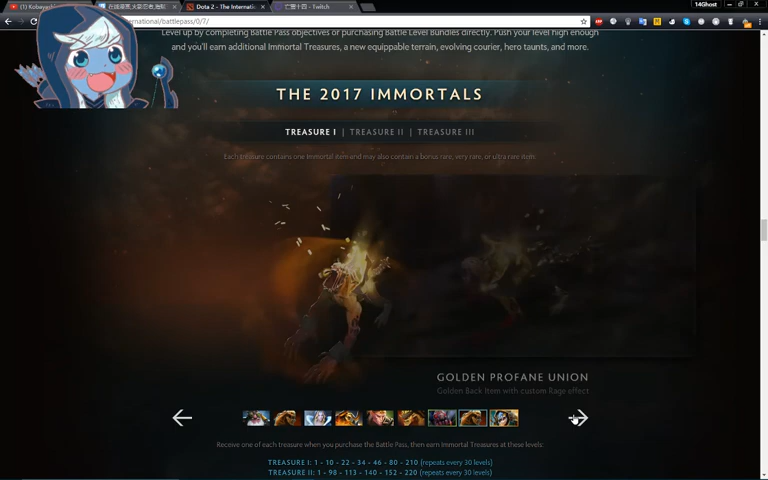 14Ghost
(1) Kobayashi
Dota 2 - The Internati
亡靈十四 - Twitch
international/battlepass/0/7/
Level up by completing Battle Pass objectives or purchasing Battle Level Bundles directly. Push your level high enough
and you'll earn additional Immortal Treasures, a new equippable terrain, evolving courier, hero taunts, and more.
THE 2017 IMMORTALS
TREASURE I | TREASURE II | TREASURE III
Each treasure contains one Immortal item and may also contain a bonus rare, very rare, or ultra rare item.
GOLDEN PROFANE UNION
Golden Back Item with custom Rage effect
Receive one of each treasure when you purchase the Battle Pass, then earn Immortal Treasures at these levels:
TREASURE I: 1 - 10 - 22 - 34 - 46 - 80 - 210 (repeats every 30 levels)
TREASURE II: 1 - 98 - 113 - 140 - 152 - 220 (repeats every 30 levels)